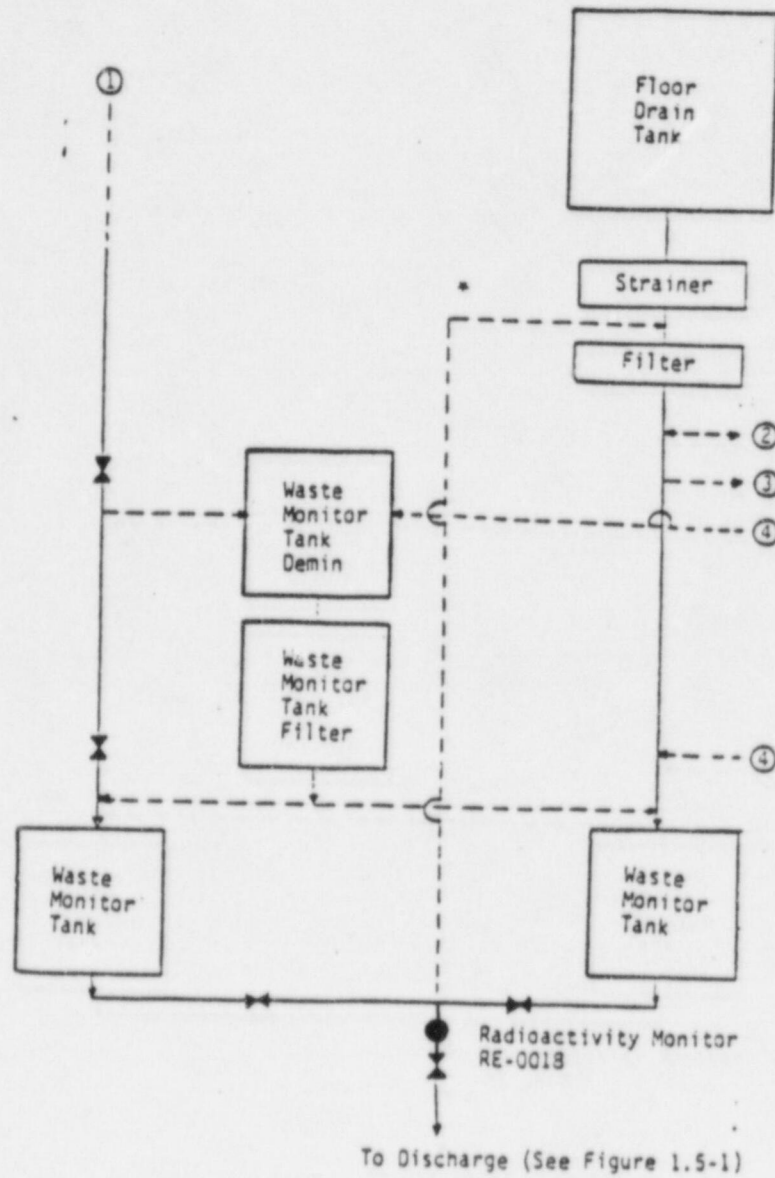 ①
Floor
Drain
Tank
*
Strainer
Filter
②
③
Waste
Monitor
Tank
Demin
④
Waste
Monitor
Tank
Filter
④
Waste
Monitor
Tank
Waste
Monitor
Tank
Radioactivity Monitor
RE-0018
To Discharge (See Figure 1.5-1)